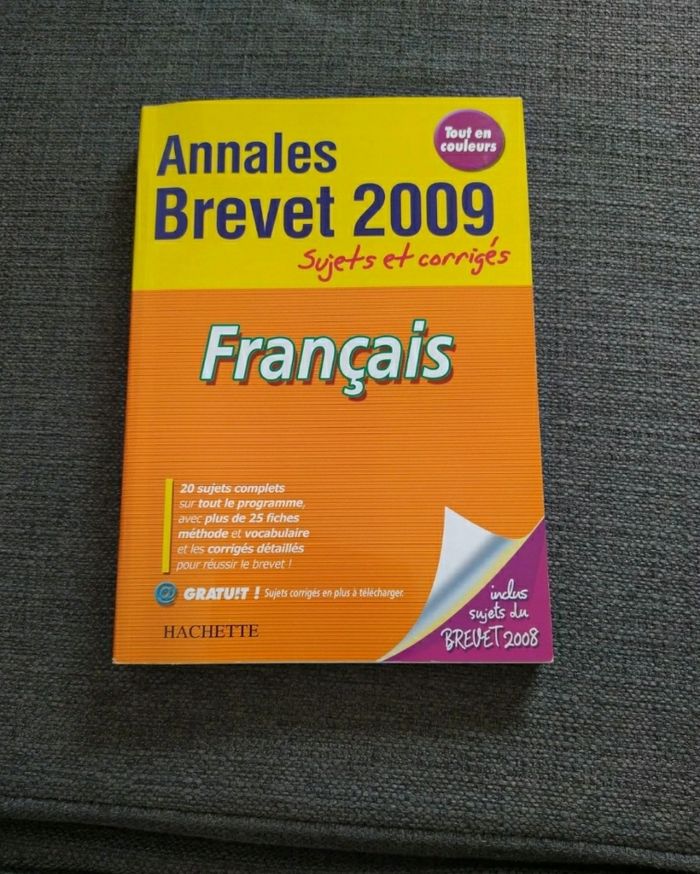 Tout en
couleurs
Annales
Brevet 2009
Sujets et corrigés
Français
20 sujets complets
sur tout le programme,
avec plus de 25 fiches
méthode et vocabulaire
et les corrigés détaillés
pour réussir le brevet !
@ GRATUIT ! Sujets corrigés en plus à télécharger.
HACHETTE
inclus
sujets du
BREVET 2008